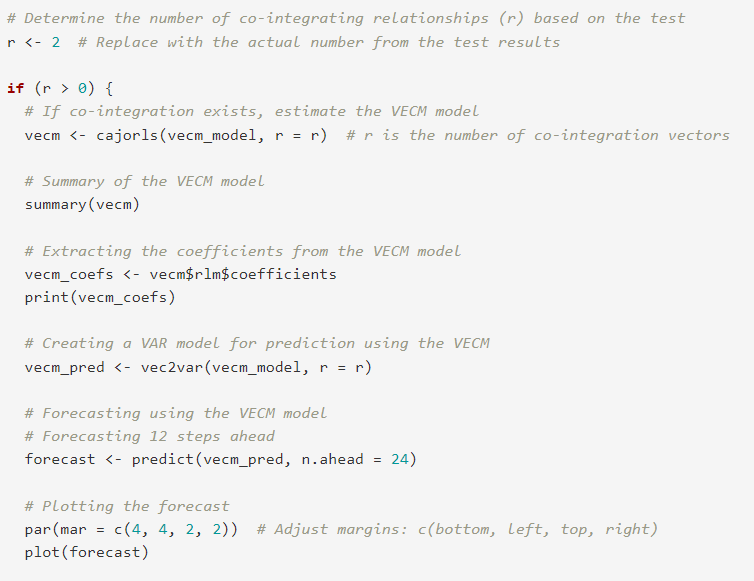 # Determine the number of co-integrating relationships (r) based on the test
r <- 2  # Replace with the actual number from the test results
if (r > 0) {
# If co-integration exists, estimate the VECM model
vecm <- cajorls(vecm_model, r = r)  # r is the number of co-integration vectors
# Summary of the VECM model
summary(vecm)
# Extracting the coefficients from the VECM model
vecm_coefs <- vecm$rlm$coefficients
print(vecm_coefs)
# Creating a VAR model for prediction using the VECM
vecm_pred <- vec2var(vecm_model, r = r)
# Forecasting using the VECM model
# Forecasting 12 steps ahead
forecast <- predict(vecm_pred, n.ahead = 24)
# Plotting the forecast
par(mar = c(4, 4, 2, 2))  # Adjust margins: c(bottom, left, top, right)
plot(forecast)